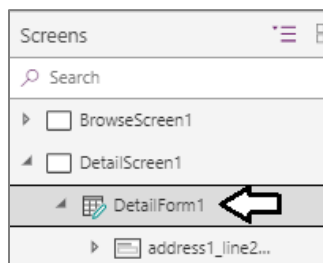 Screens
Search
BrowseScreen1
DetailScreen1
DetailForm1
address1_line2...